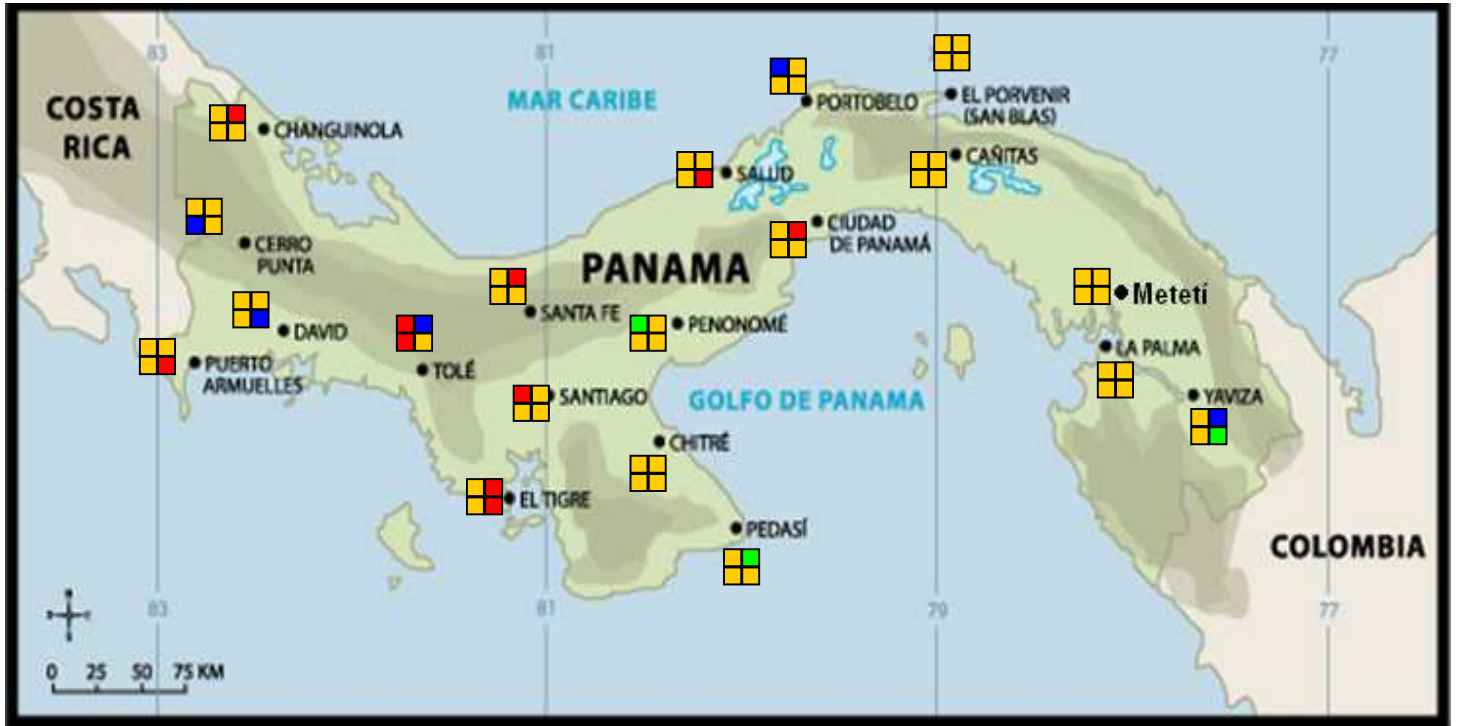 83
81
77
COSTA
RICA
MAR CARIBE
PORTOBELO
EL PORVENIR
(SAN BLAS)
CHANGUINOLA
CAÑITAS
SALUD
CIUDAD
DE PANAMÁ
CERRO
PUNTA
PANAMA
Metetí
SANTA FE
PENONOMÉ
DAVID
LA PALMA
PUERTO
ARMUELLES
TOLÉ
SANTIAGO
GOLFO DE PANAMA
YAVIZA
CHITRÉ
EL TIGRE
PEDASÍ
COLOMBIA
83
81
79
77
0 25 50 75 KM